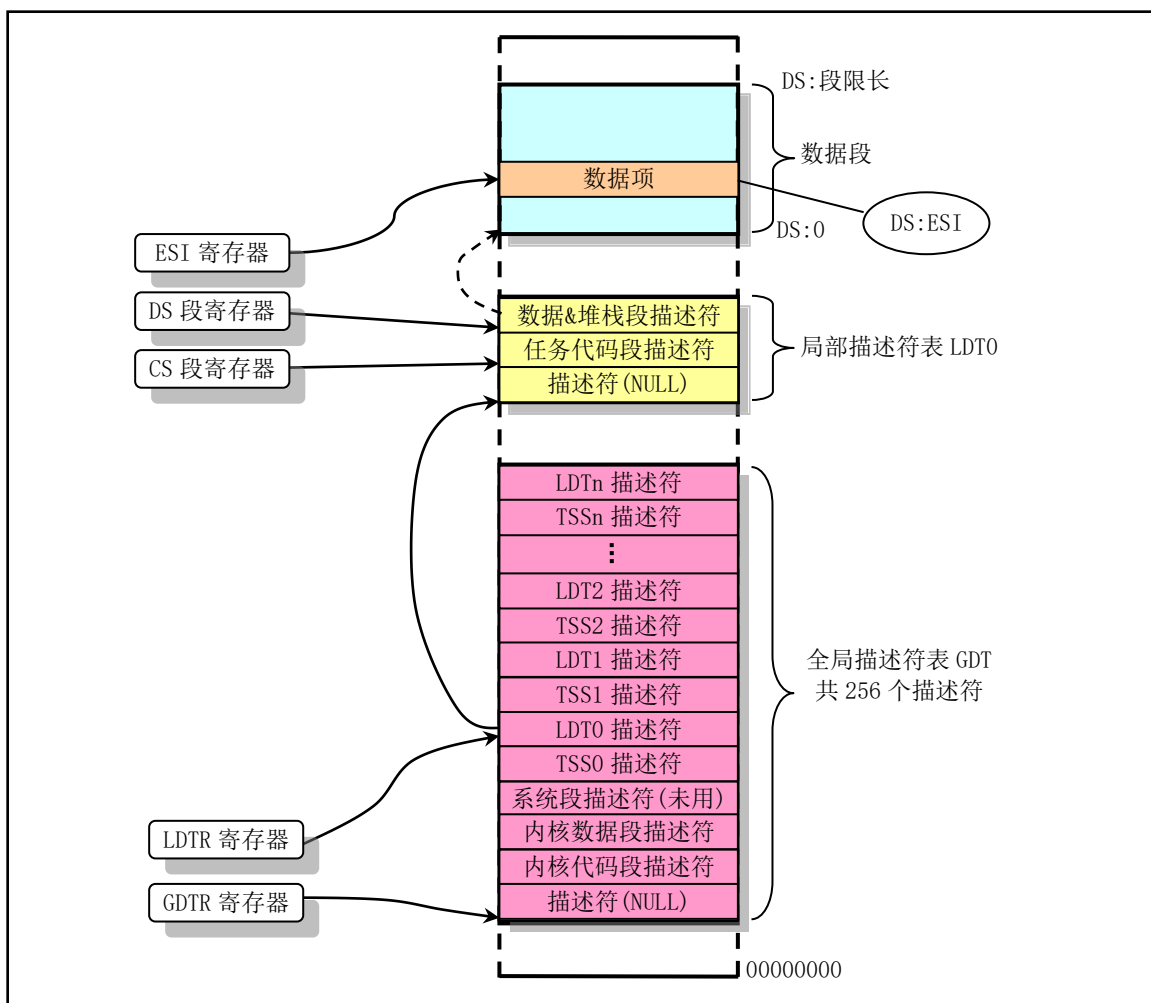 DS:段限长
数据段
数据项
DS:ESI
DS:0
ESI 寄存器
DS 段寄存器
CS 段寄存器
数据&堆栈段描述符
任务代码段描述符
描述符(NULL)
局部描述符表 LDT0
LDTn 描述符
TSSn 描述符
⋮
LDT2 描述符
TSS2 描述符
LDT1 描述符
TSS1 描述符
LDT0 描述符
TSS0 描述符
系统段描述符(未用)
内核数据段描述符
内核代码段描述符
描述符(NULL)
全局描述符表 GDT
共 256 个描述符
LDTR 寄存器
GDTR 寄存器
00000000